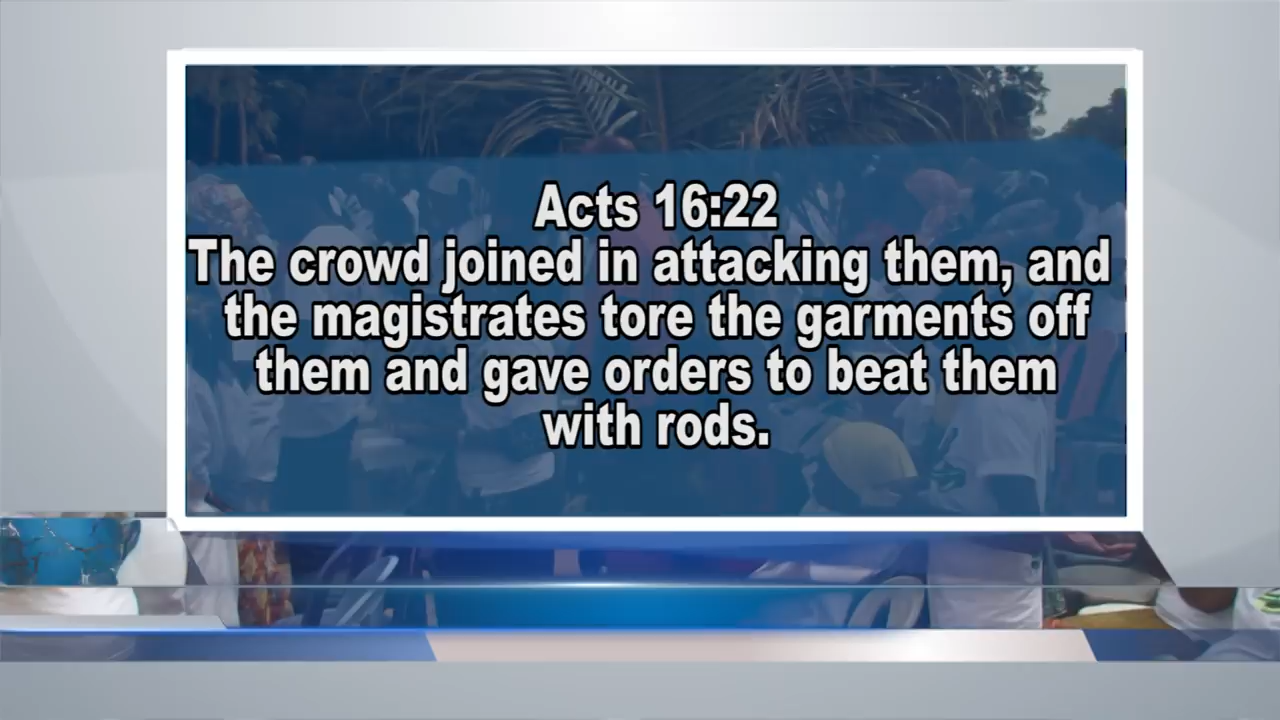 Acts 16:22
The crowd joined in attacking them, and
the magistrates tore the garments off
them and gave orders to beat them
with rods.